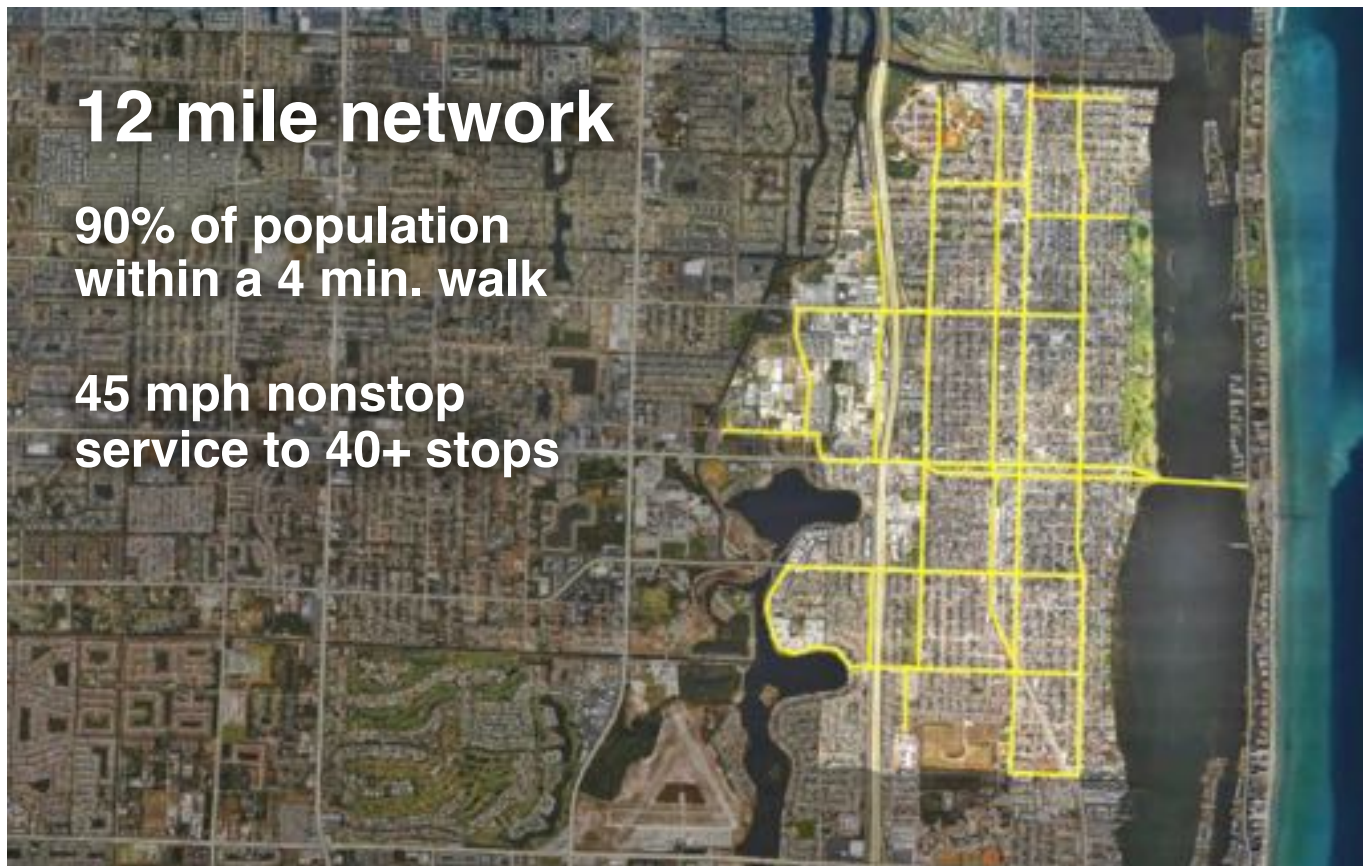 12 mile network
90% of population
within a 4 min. walk
45 mph nonstop
service to 40+ stops